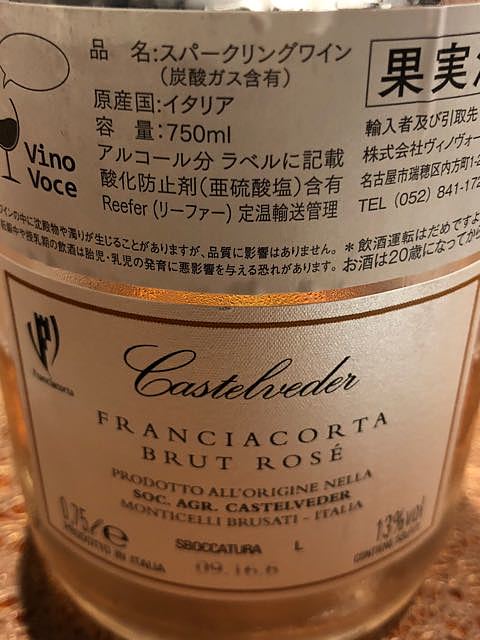 品 名:スパークリングワイン
(炭酸ガス含有)
原産国:イタリア
容 量:750ml
アルコール分 ラベルに記載
酸化防止剤(亜硫酸塩)含有
Reefer(リーファー)定温輸送管理
Vino
Voce
果実
輸入者及び引取先
株式会社ヴィノヴォー
名古屋市瑞穂区内方町1-2
TEL (052) 841-172
ワインの中に沈殿物や濁りが生じることがありますが、品質に影響はありません。
妊娠中や授乳期の飲酒は胎児・乳児の発育に悪影響を与える恐れがあります。
*飲酒運転はだめですよ
お酒は20歳になってから
Franciacorta
Castelveder
FRANCIACORTA
BRUT ROSÉ
PRODOTTO ALL'ORIGINE NELLA
SOC. AGR. CASTELVEDER
MONTICELLI BRUSATI - ITALIA
0,75ℓ e
PRODOTTO IN ITALIA
SBOCCATURA L
13%vol